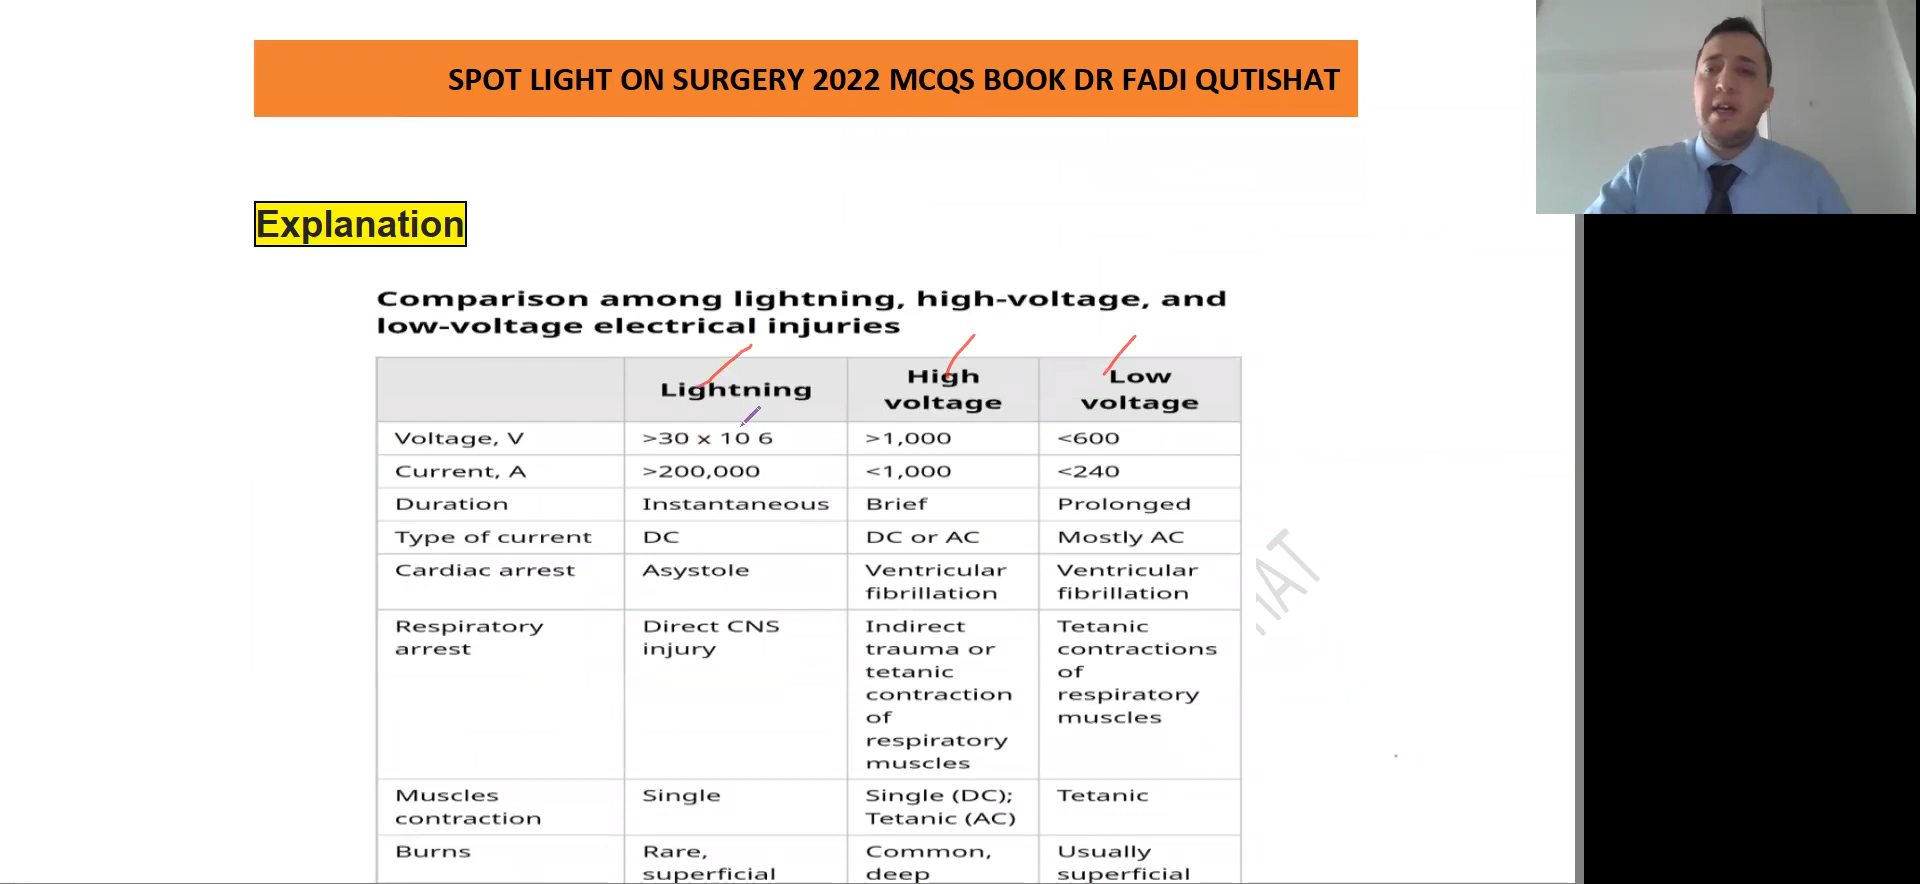 SPOT LIGHT ON SURGERY 2022 MCQS BOOK DR FADI QUTISHAT
Explanation
Comparison among lightning, high-voltage, and
low-voltage electrical injuries
Lightning High voltage Low voltage
Voltage, V >30 x 10 6 >1,000 <600
Current, A >200,000 <1,000 <240
Duration Instantaneous Brief Prolonged
Type of current DC DC or AC Mostly AC
Cardiac arrest Asystole Ventricular fibrillation Ventricular fibrillation
Respiratory arrest Direct CNS injury Indirect trauma or tetanic contraction of respiratory muscles Tetanic contractions of respiratory muscles
Muscles contraction Single Single (DC); Tetanic (AC) Tetanic
Burns Rare, superficial Common, deep Usually superficial